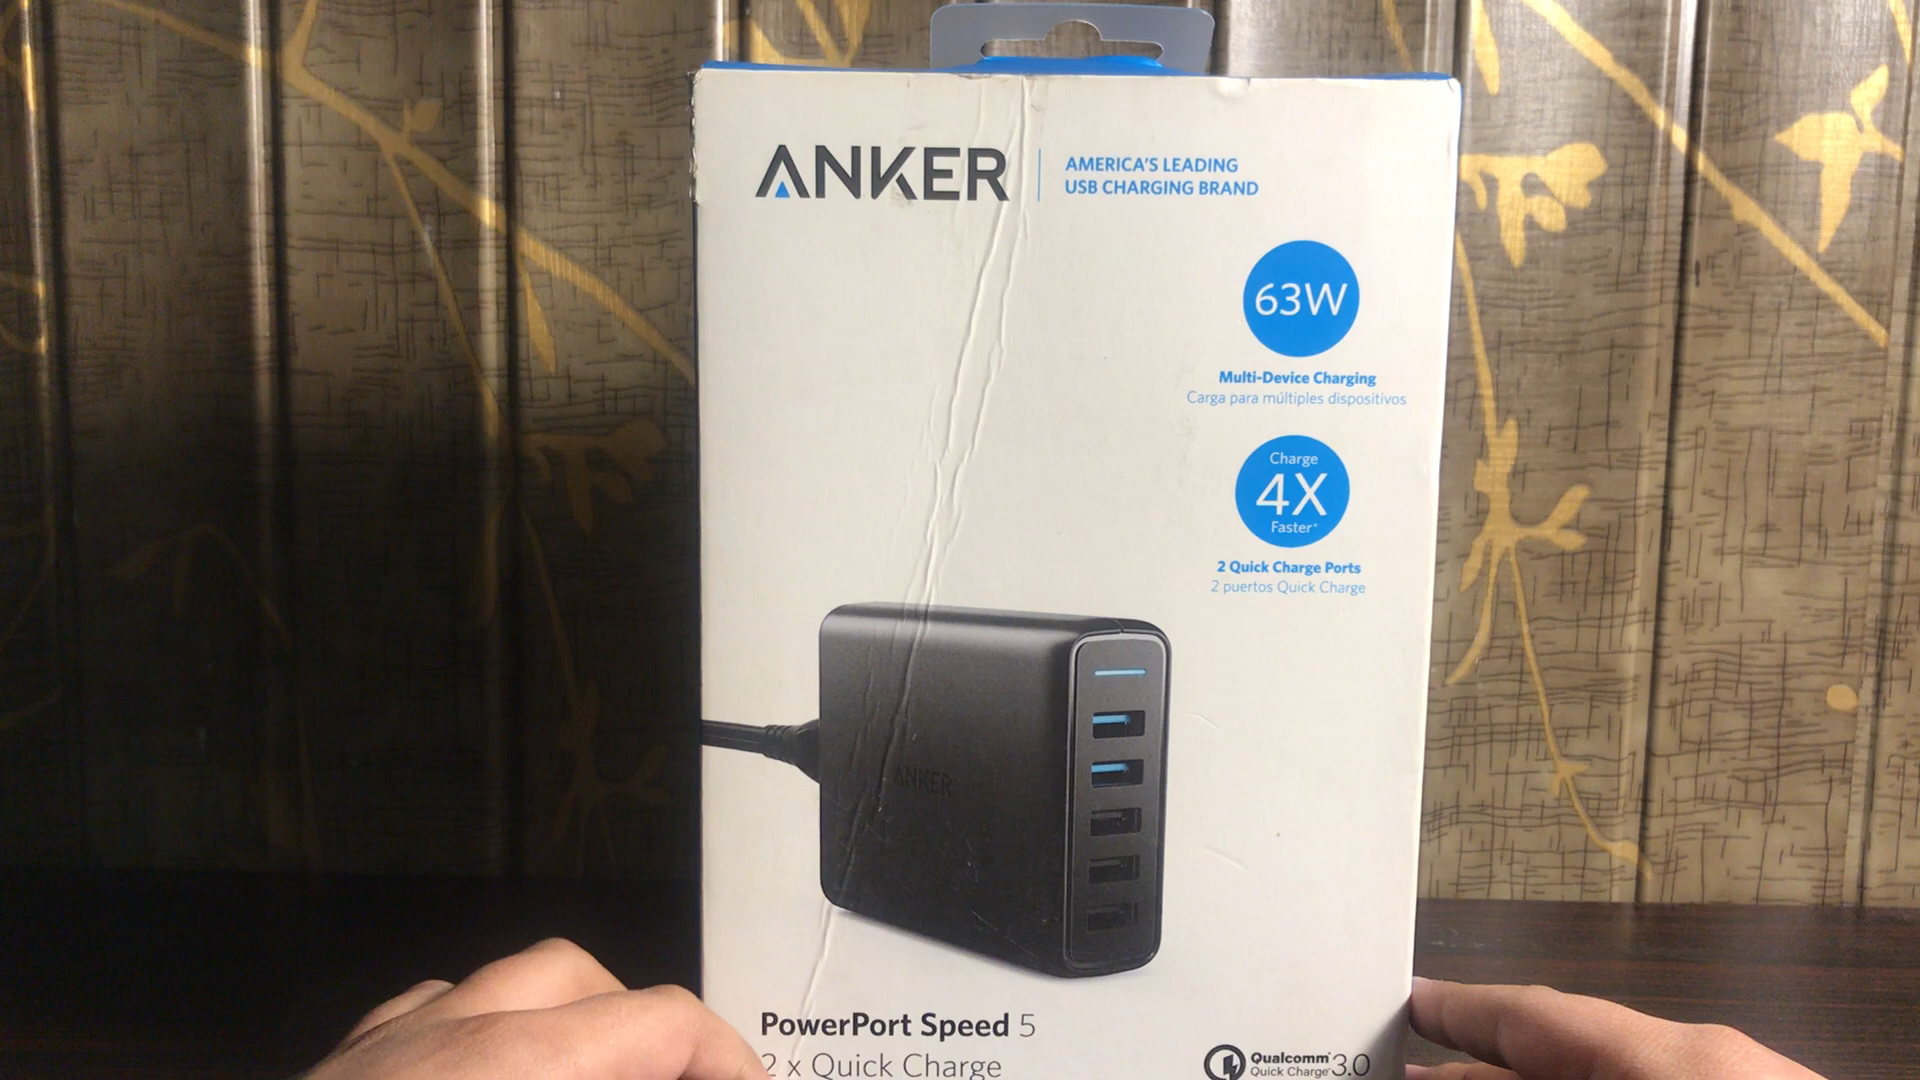 ANKER
AMERICA'S LEADING
USB CHARGING BRAND
63W
Multi-Device Charging
Carga para múltiples dispositivos
Charge
4X
Faster*
2 Quick Charge Ports
2 puertos Quick Charge
ANKER
PowerPort Speed 5
2 x Quick Charge
Qualcomm
Quick Charge 3.0